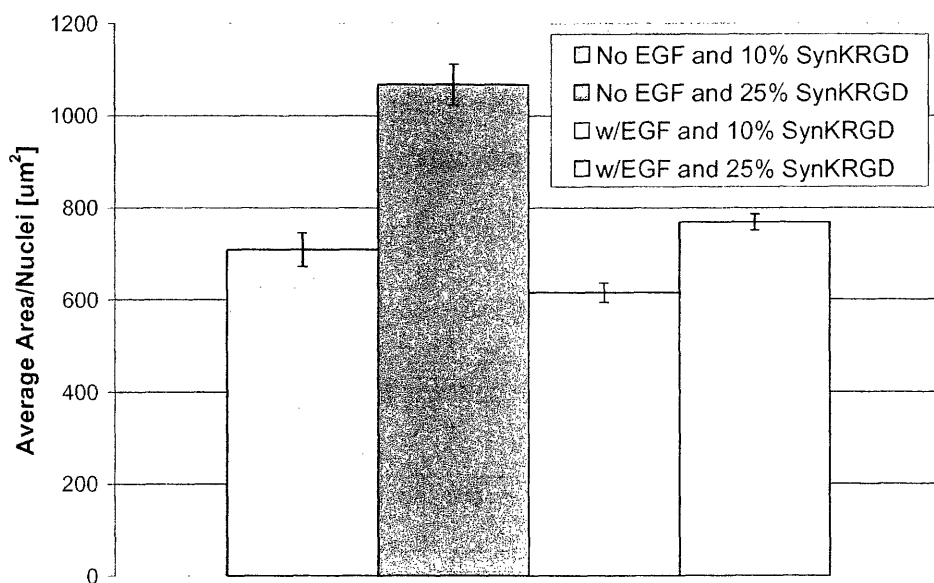 1200
1000
800
600
400
200
0
Average Area/Nuclei [um²]
No EGF and 10% SynKRGD
No EGF and 25% SynKRGD
w/EGF and 10% SynKRGD
w/EGF and 25% SynKRGD